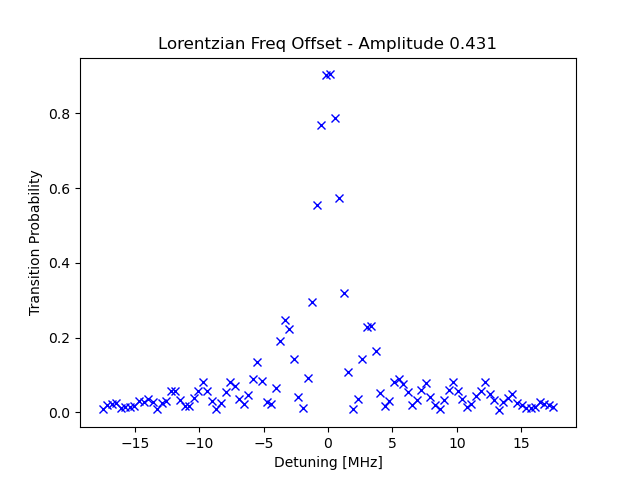 Lorentzian Freq Offset - Amplitude 0.431
Transition Probability
0.8
0.6
0.4
0.2
0.0
−15 −10 −5 0 5 10 15
Detuning [MHz]